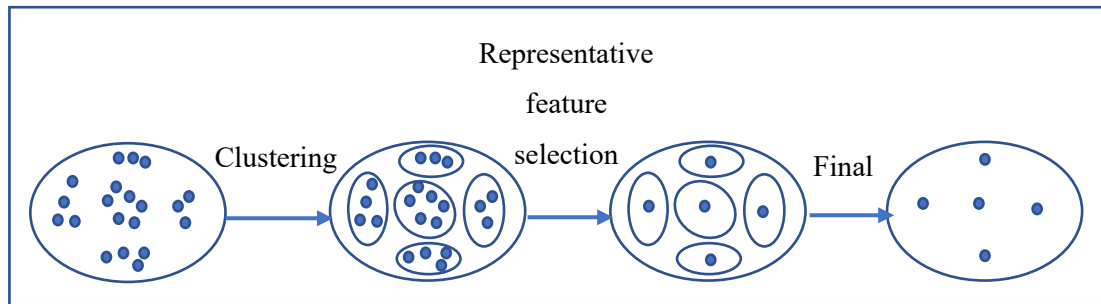 Clustering
Representative
feature
selection
Final